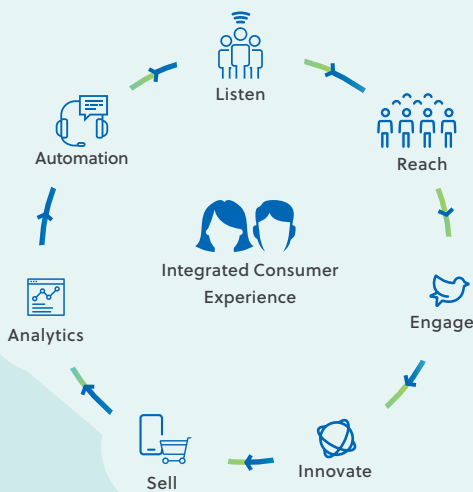 Listen
Reach
Engage
Innovate
Sell
Analytics
Automation
Integrated Consumer
Experience